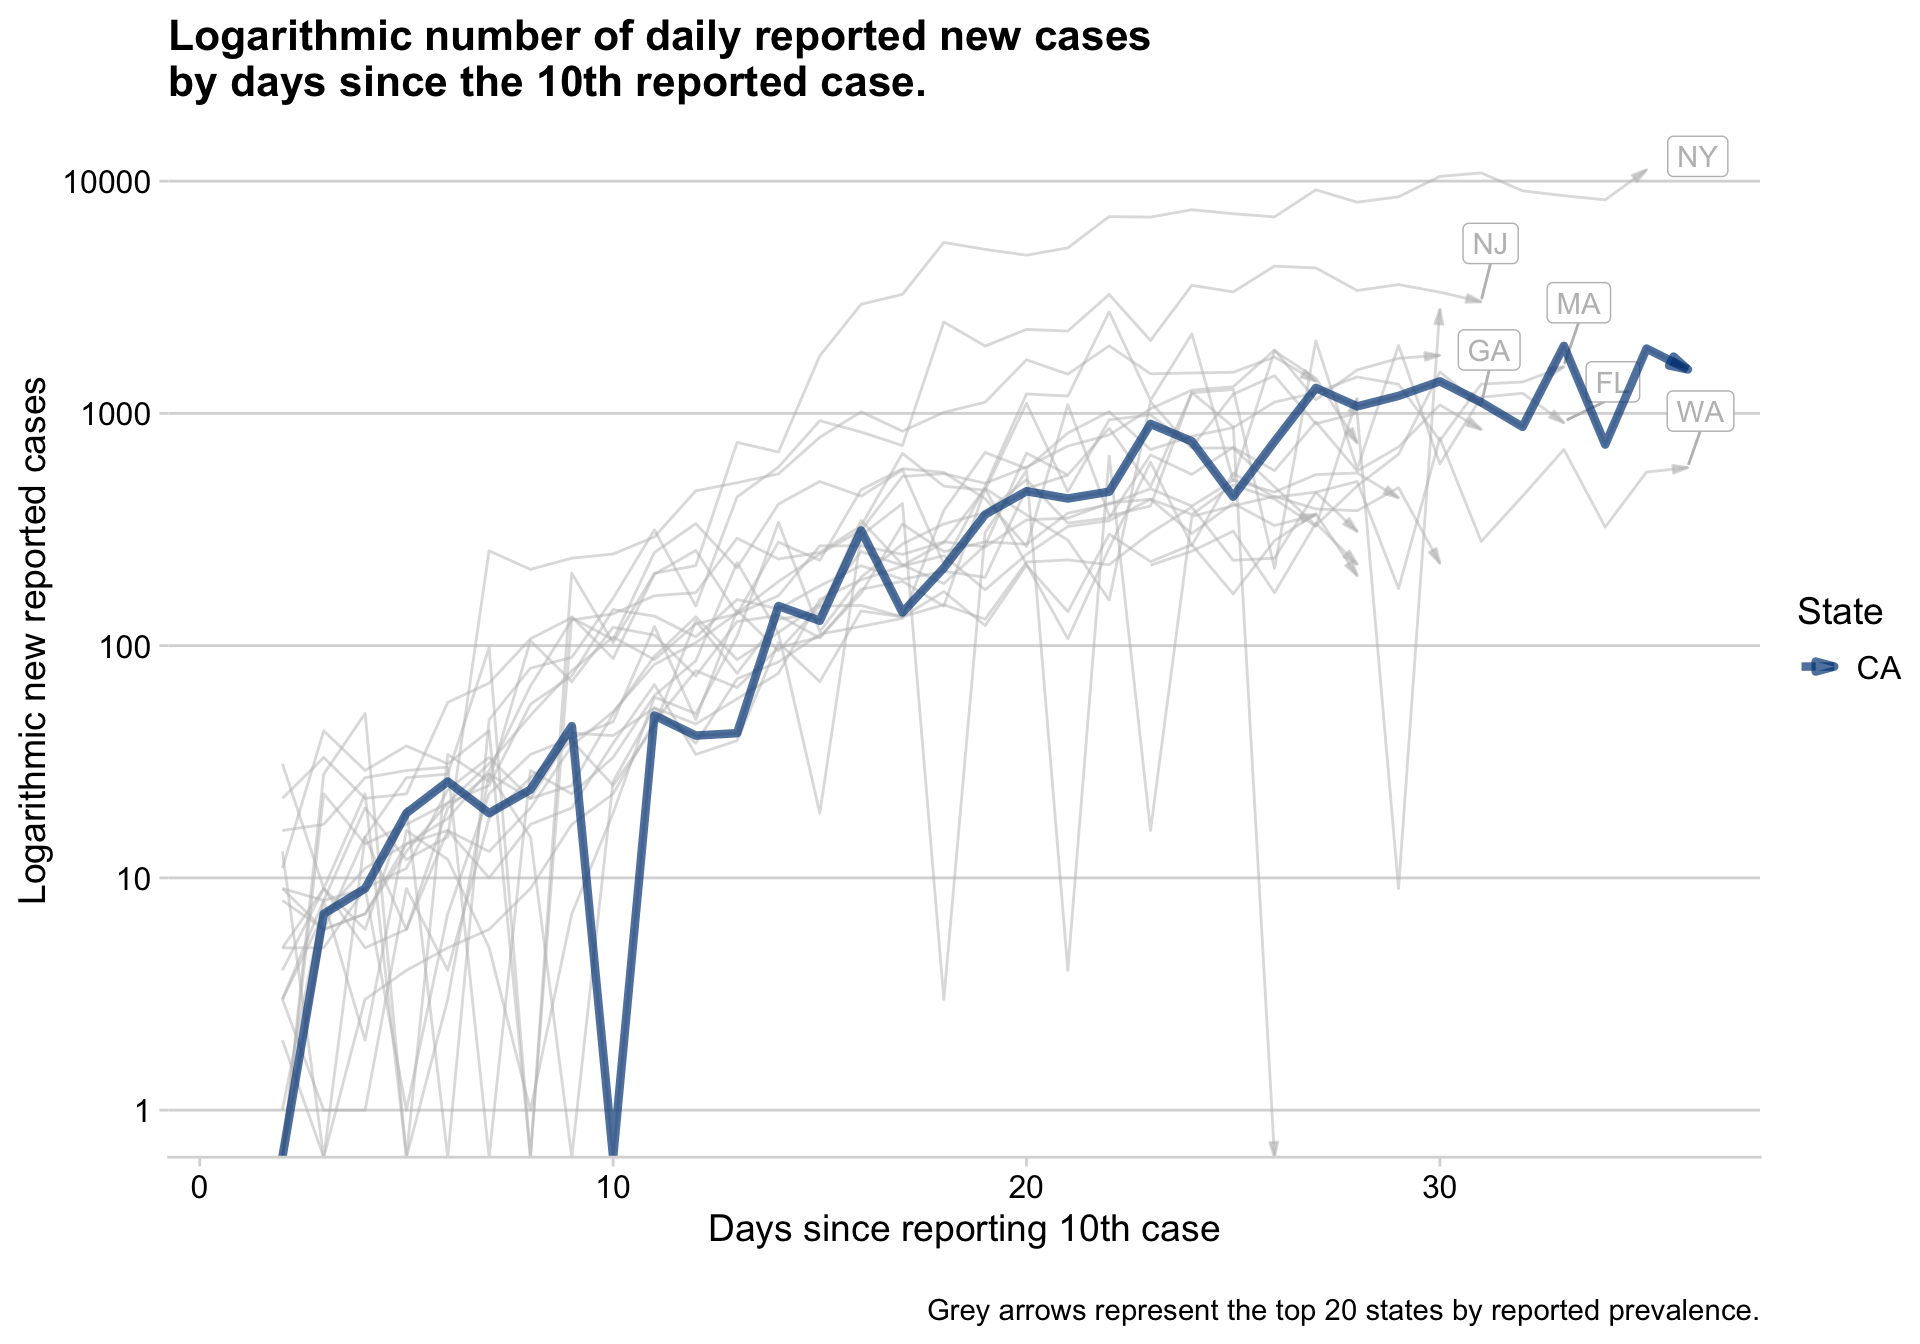 Logarithmic number of daily reported new cases
by days since the 10th reported case.
Logarithmic new reported cases
10000
1000
100
10
1
NY
NJ
MA
GA
FL
WA
State
CA
0
10
20
30
Days since reporting 10th case
Grey arrows represent the top 20 states by reported prevalence.